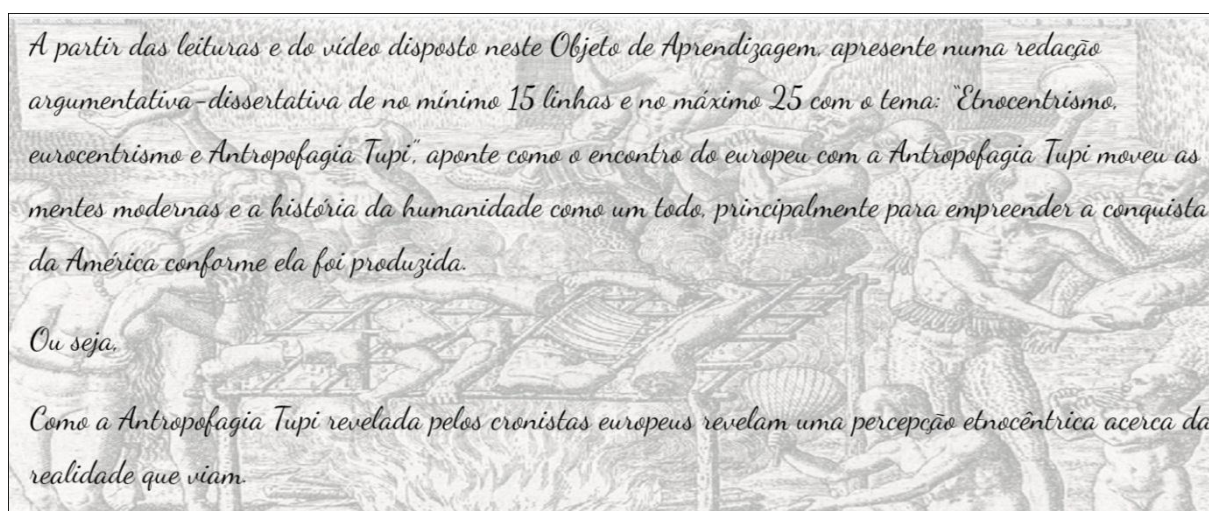 A partir das leituras e do vídeo disposto neste Objeto de Aprendizagem, apresente numa redação
argumentativa-dissertativa de no mínimo 15 linhas e no máximo 25 com o tema: "Etnocentrismo,
eurocentrismo e Antropofagia Tupi", aponte como o encontro do europeu com a Antropofagia Tupi moveu as
mentes modernas e a história da humanidade como um todo, principalmente para empreender a conquista
da América conforme ela foi produzida.
Ou seja,
Como a Antropofagia Tupi revelada pelos cronistas europeus revelam uma percepção etnocêntrica acerca da
realidade que viam.